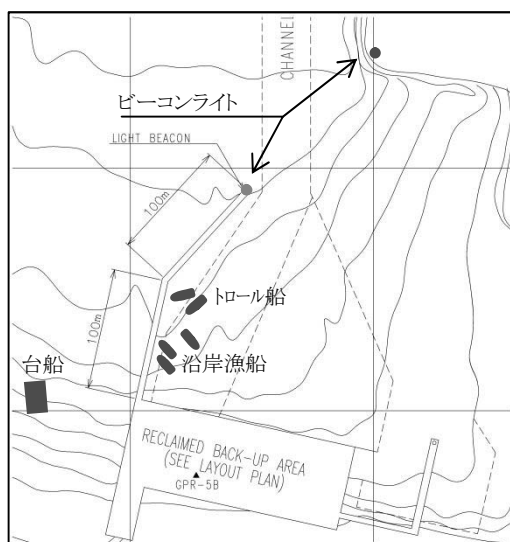 CHANNEL
ビーコンライト
LIGHT BEACON
100m
トロール船
100m
沿岸漁船
台船
RECLAIMED BACK-UP AREA
(SEE LAYOUT PLAN)
GPR-5B